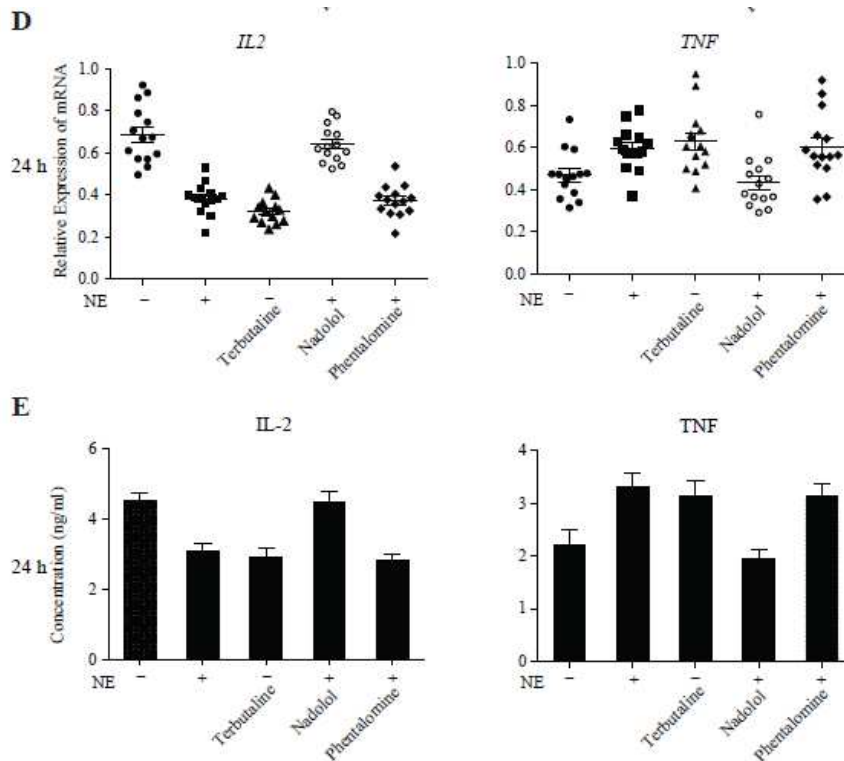 D
IL2
TNF
Relative Expression of mRNA
24 h
1.0
0.8
0.6
0.4
0.2
0.0
1.0
0.8
0.6
0.4
0.2
0.0
NE − + − + +
Terbutaline
Nadolol
Phentalomine
NE − + − + +
Terbutaline
Nadolol
Phentalomine
E
IL-2
TNF
Concentration (ng/ml)
24 h
6
4
2
0
4
3
2
1
0
NE − + − + +
Terbutaline
Nadolol
Phentalomine
NE − + − + +
Terbutaline
Nadolol
Phentalomine